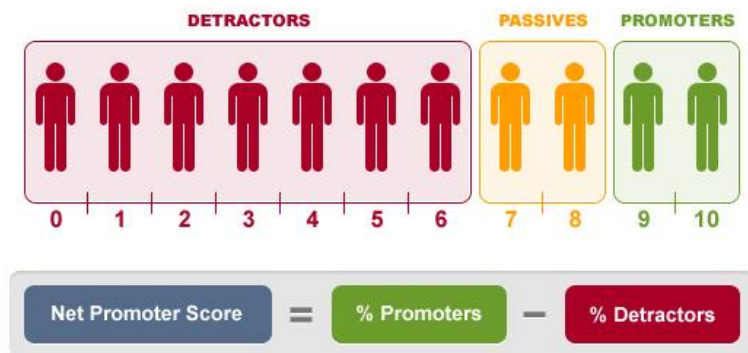 DETRACTORS PASSIVES PROMOTERS
0 1 2 3 4 5 6 7 8 9 10
Net Promoter Score = % Promoters − % Detractors